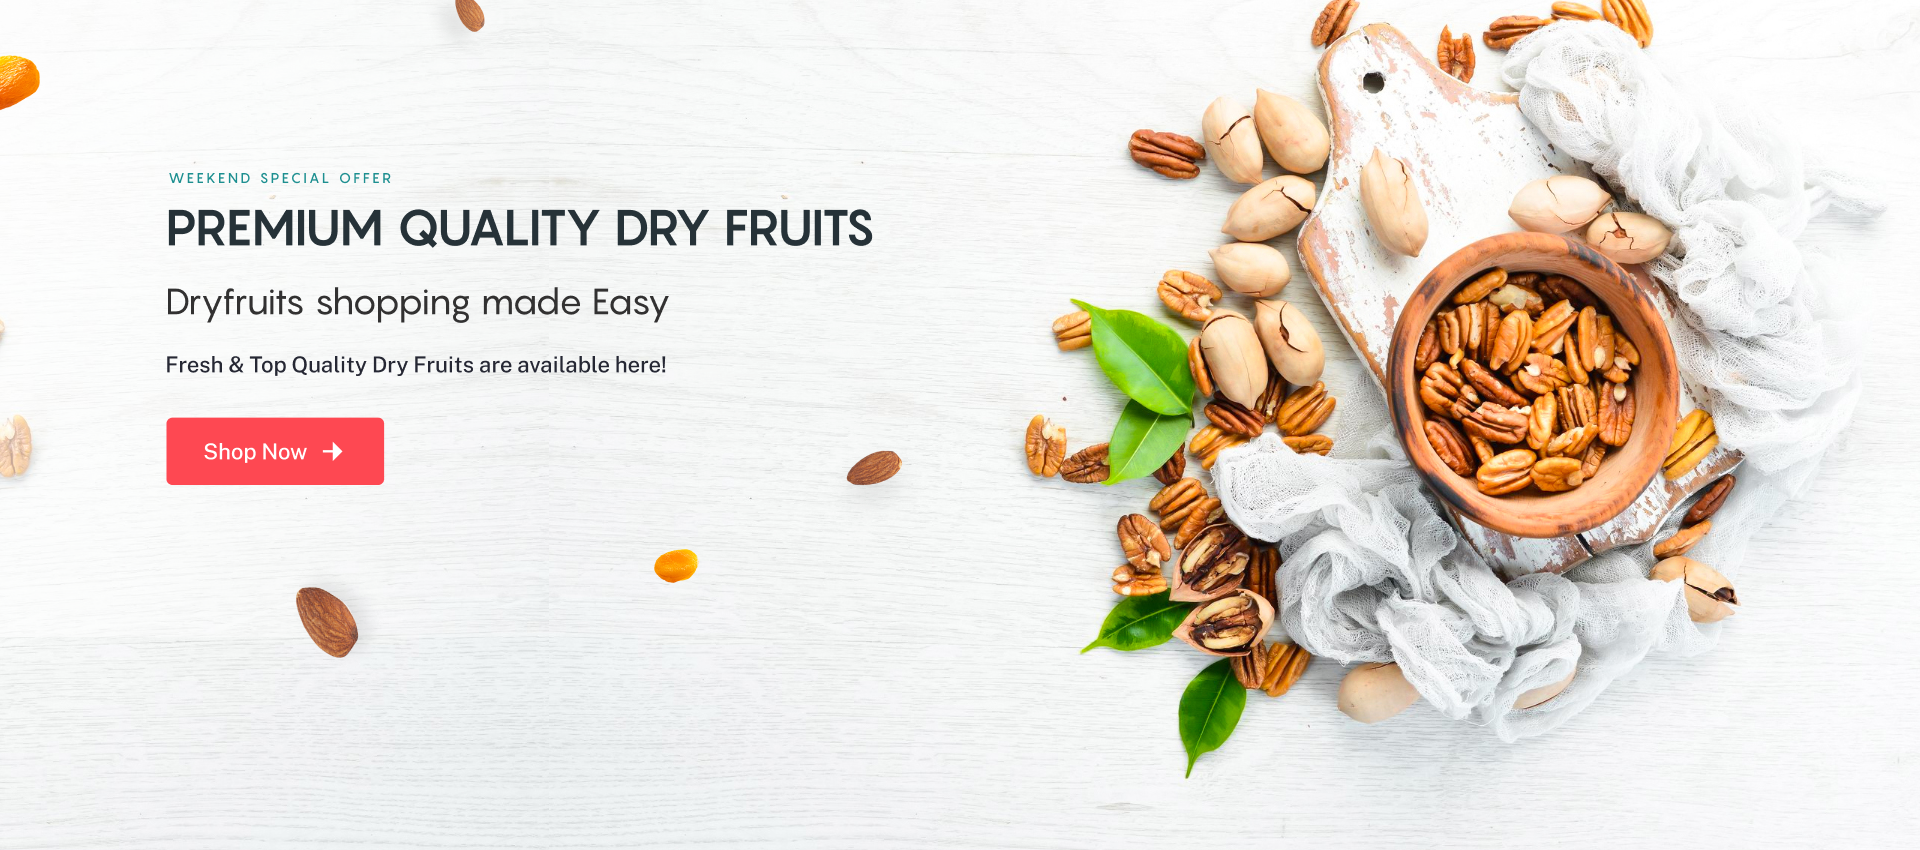 WEEKEND SPECIAL OFFER
PREMIUM QUALITY DRY FRUITS
Dryfruits shopping made Easy
Fresh & Top Quality Dry Fruits are available here!
Shop Now